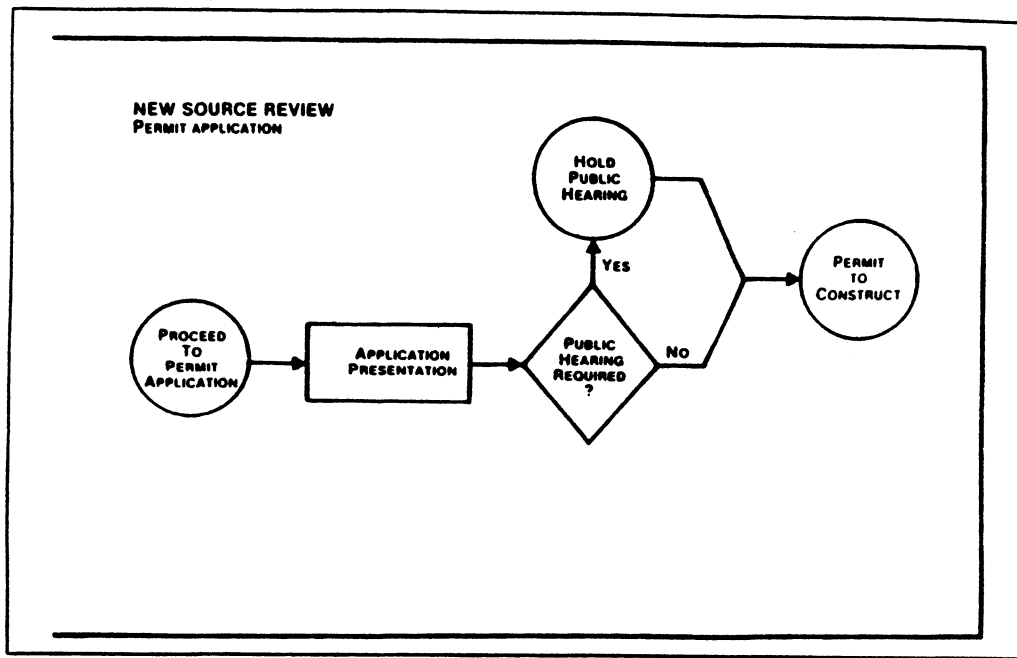 NEW SOURCE REVIEW
PERMIT APPLICATION
HOLD
PUBLIC
HEARING
YES
PERMIT
TO
CONSTRUCT
PROCEED
TO
PERMIT
APPLICATION
APPLICATION
PRESENTATION
PUBLIC
HEARING
REQUIRED
?
NO